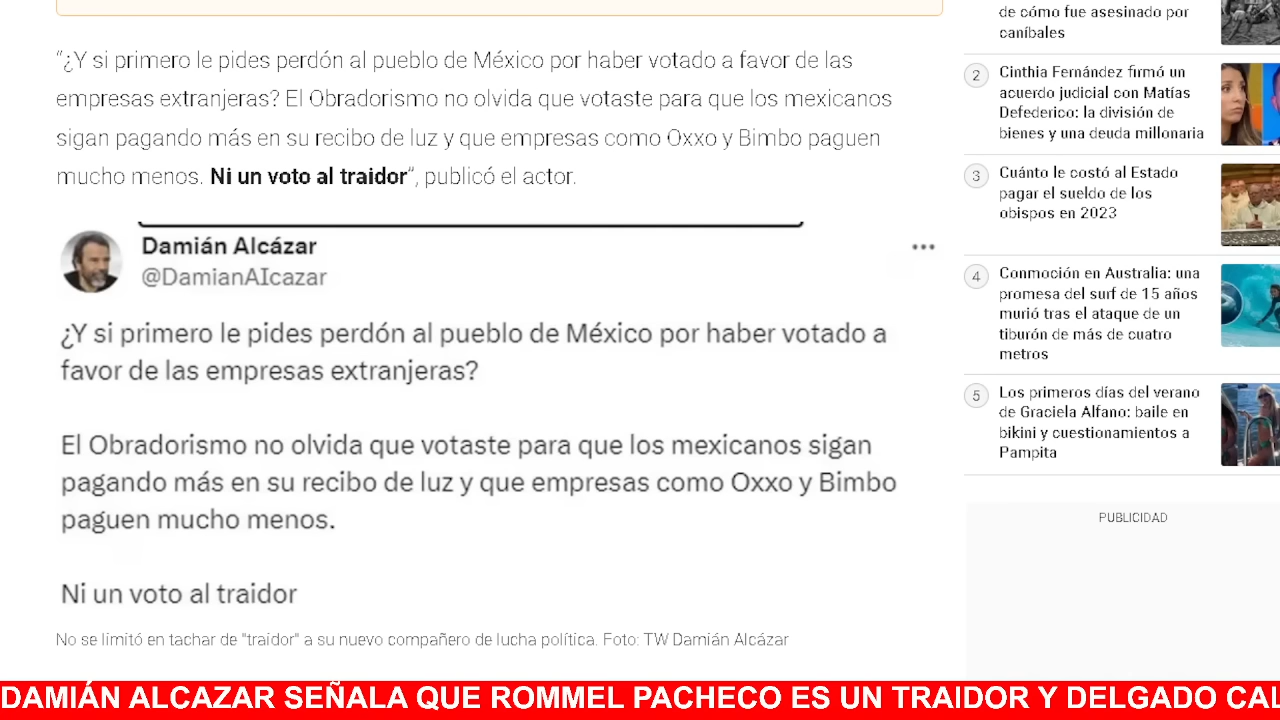 “¿Y si primero le pides perdón al pueblo de México por haber votado a favor de las
empresas extranjeras? El Obradorismo no olvida que votaste para que los mexicanos
sigan pagando más en su recibo de luz y que empresas como Oxxo y Bimbo paguen
mucho menos. Ni un voto al traidor”, publicó el actor.
Damián Alcázar
@DamianAIcazar
¿Y si primero le pides perdón al pueblo de México por haber votado a
favor de las empresas extranjeras?
El Obradorismo no olvida que votaste para que los mexicanos sigan
pagando más en su recibo de luz y que empresas como Oxxo y Bimbo
paguen mucho menos.
Ni un voto al traidor
No se limitó en tachar de "traidor" a su nuevo compañero de lucha política. Foto: TW Damián Alcázar
de cómo fue asesinado por
caníbales
2
Cinthia Fernández firmó un
acuerdo judicial con Matías
Defederico: la división de
bienes y una deuda millonaria
3
Cuánto le costó al Estado
pagar el sueldo de los
obispos en 2023
4
Conmoción en Australia: una
promesa del surf de 15 años
murió tras el ataque de un
tiburón de más de cuatro
metros
5
Los primeros días del verano
de Graciela Alfano: baile en
bikini y cuestionamientos a
Pampita
PUBLICIDAD
DAMIÁN ALCAZAR SEÑALA QUE ROMMEL PACHECO ES UN TRAIDOR Y DELGADO CAL